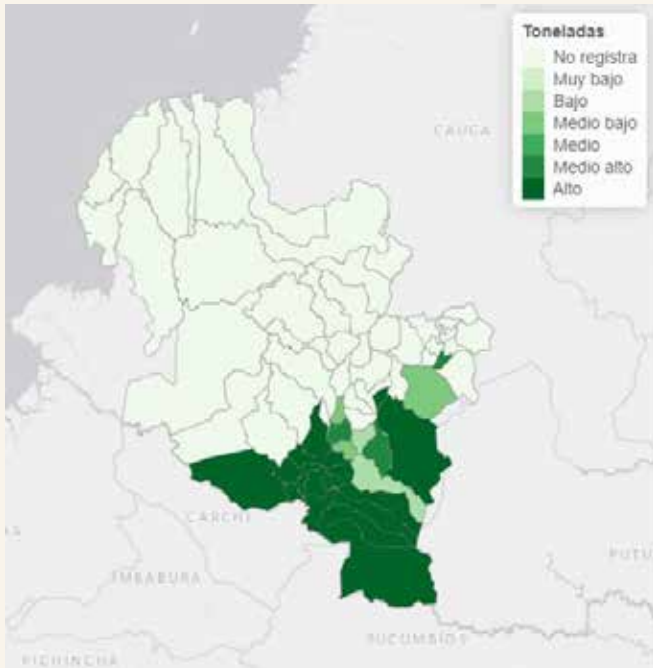 Toneladas
No registra
Muy bajo
Bajo
Medio bajo
Medio
Medio alto
Alto
CAUCA
CARCHI
IMBABURA
PUTU
SUCUMBÍOS
PICHINCHA